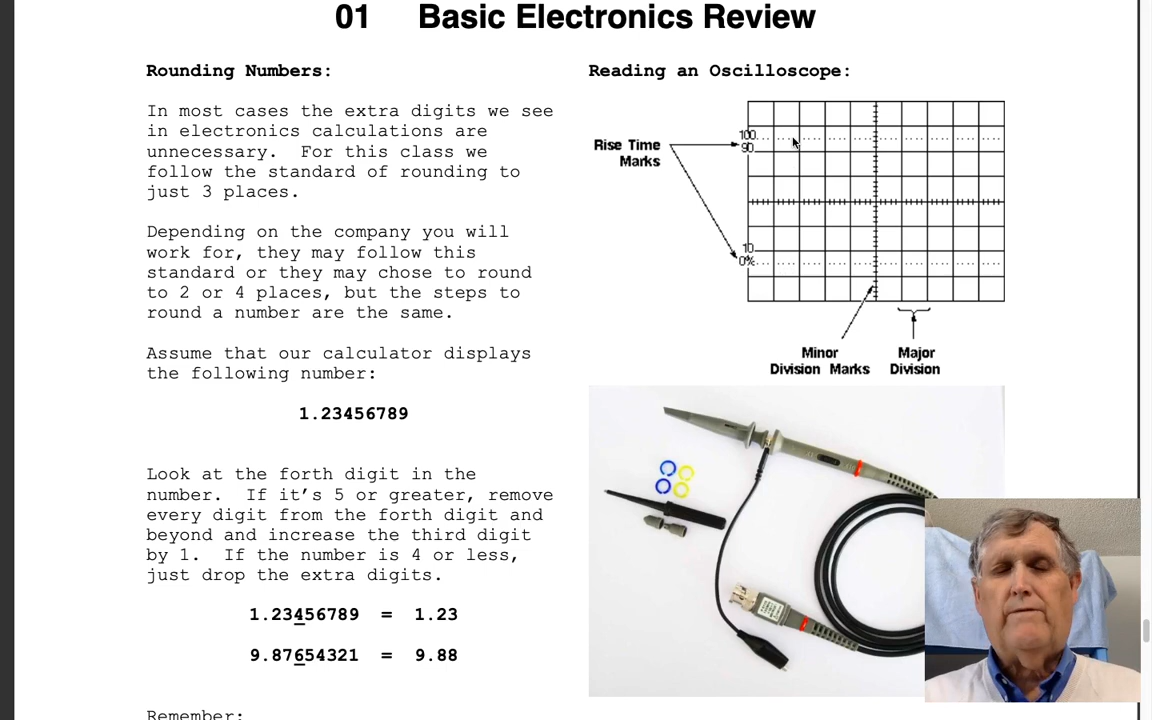 01 Basic Electronics Review
Rounding Numbers:
In most cases the extra digits we see
in electronics calculations are
unnecessary. For this class we
follow the standard of rounding to
just 3 places.
Depending on the company you will
work for, they may follow this
standard or they may chose to round
to 2 or 4 places, but the steps to
round a number are the same.
Assume that our calculator displays
the following number:
1.23456789
Look at the forth digit in the
number. If it's 5 or greater, remove
every digit from the forth digit and
beyond and increase the third digit
by 1. If the number is 4 or less,
just drop the extra digits.
1.23456789 = 1.23
9.87654321 = 9.88
Remember:
Reading an Oscilloscope:
Rise Time
Marks
100
90
10
0%
Minor
Division Marks
Major
Division